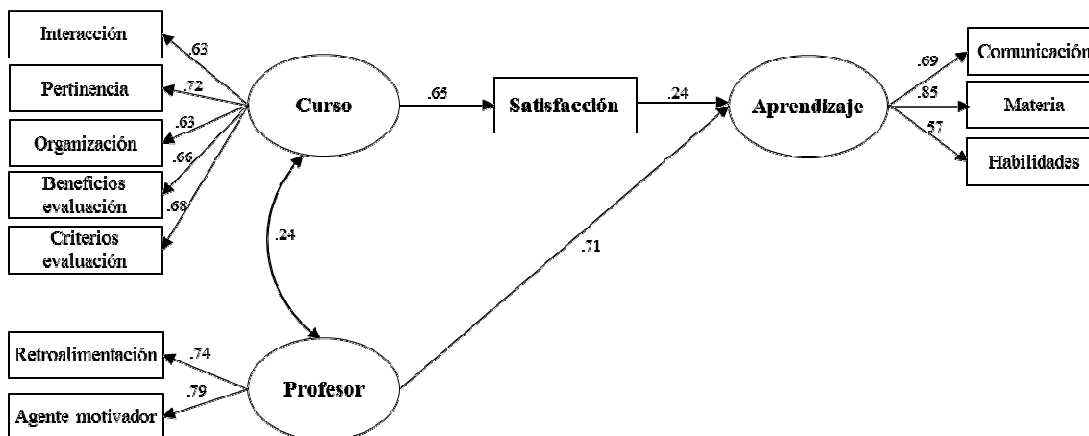 Interacción
.63
Pertinencia
.72
Organización
.63
Beneficios
evaluación
.66
Criterios
evaluación
.68
Curso
.65
Satisfacción
.24
Aprendizaje
.69
Comunicación
.85
Materia
.57
Habilidades
.24
.71
Retroalimentación
.74
Agente motivador
.79
Profesor